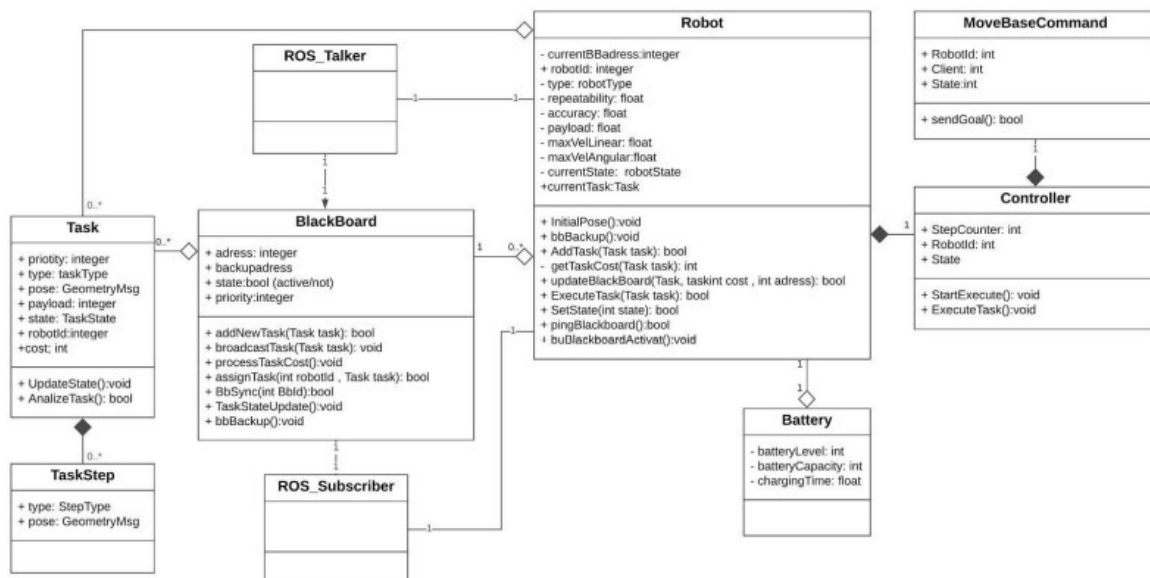 Robot
- currentBBadress:integer
+ robotId: integer
- type: robotType
- repeatability: float
- accuracy: float
- payload: float
- maxVelLinear: float
- maxVelAngular:float
- currentState:  robotState
+currentTask:Task
+ InitialPose():void
+ bbBackup():void
+ AddTask(Task task): bool
-  getTaskCost(Task task): int
+ updateBlackBoard(Task, taskint cost , int adress): bool
+ ExecuteTask(Task task): bool
+ SetState(int state): bool
+ pingBlackboard():bool
+ buBlackboardActivat():void
MoveBaseCommand
+ RobotId: int
+ Client: int
+ State:int
+ sendGoal(): bool
1
ROS_Talker
1
1
1
1
Controller
+ StepCounter: int
+ RobotId: int
+ State
+ StartExecute(): void
+ ExecuteTask():void
1
0..*
Task
+ priotity: integer
+ type: taskType
+ pose: GeometryMsg
+ payload: integer
+ state: TaskState
+ robotId:integer
+cost; int
+ UpdateState():void
+ AnalizeTask(): bool
0..*
BlackBoard
+ adress: integer
+ backupadress
+ state:bool (active/not)
+ priority:integer
+ addNewTask(Task task): bool
+ broadcastTask(Task task): void
+ processTaskCost():void
+ assignTask(int robotId , Task task): bool
+ BbSync(int BbId):bool
+ TaskStateUpdate():void
+ bbBackup():void
1
0..*
1
1
1
Battery
- batteryLevel: int
- batteryCapacity: int
- chargingTime: float
0..*
TaskStep
+ type: StepType
+ pose: GeometryMsg
1
1
ROS_Subscriber
1